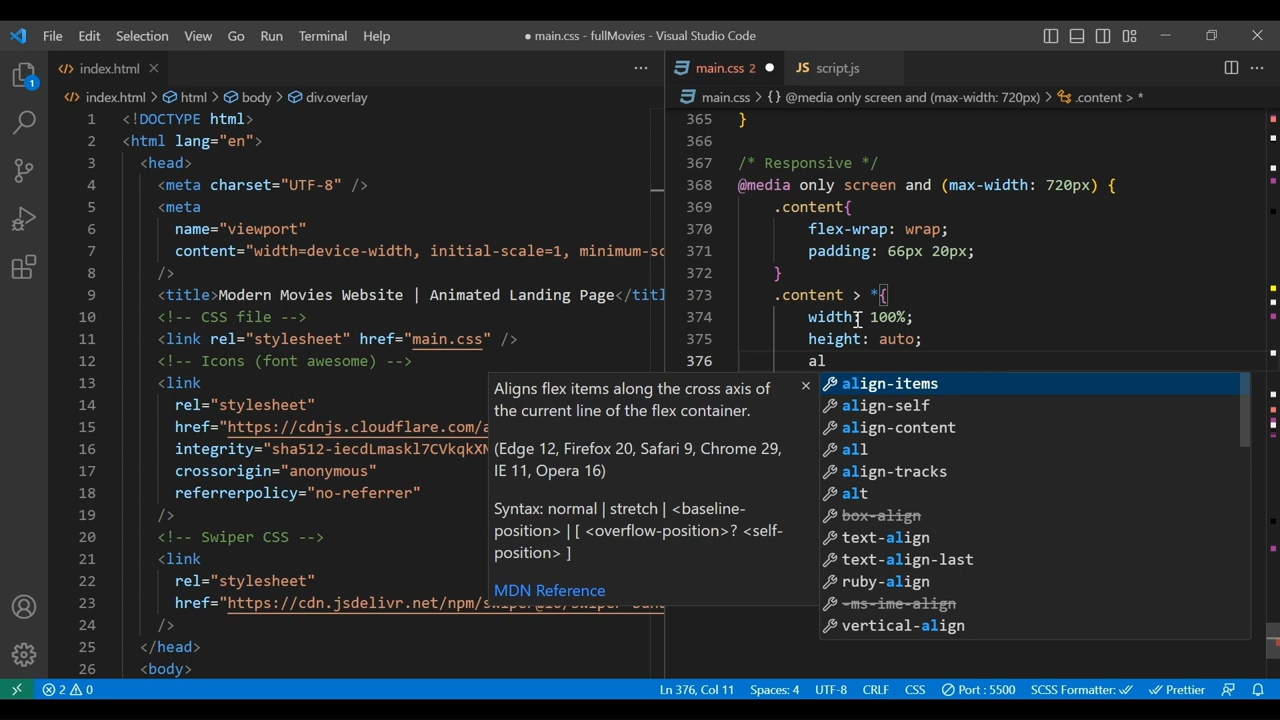 File Edit Selection View Go Run Terminal Help
● main.css - fullMovies - Visual Studio Code
index.html
main.css 2 ●
JS script.js
index.html > html > body > div.overlay
main.css > {} @media only screen and (max-width: 720px) > .content > *
1
1 <!DOCTYPE html>
2 <html lang="en">
3 <head>
4 <meta charset="UTF-8" />
5 <meta
6 name="viewport"
7 content="width=device-width, initial-scale=1, minimum-sc
8 />
9 <title>Modern Movies Website | Animated Landing Page</titl
10 <!-- CSS file -->
11 <link rel="stylesheet" href="main.css" />
12 <!-- Icons (font awesome) -->
13 <link
14 rel="stylesheet"
15 href="https://cdnjs.cloudflare.com/a
16 integrity="sha512-iecdLmaskl7CVkqkXN
17 crossorigin="anonymous"
18 referrerpolicy="no-referrer"
19 />
20 <!-- Swiper CSS -->
21 <link
22 rel="stylesheet"
23 href="https://cdn.jsdelivr.net/npm/
24 />
25 </head>
26 <body>
365 }
366
367 /* Responsive */
368 @media only screen and (max-width: 720px) {
369 .content{
370 flex-wrap: wrap;
371 padding: 66px 20px;
372 }
373 .content > *{
374 width: 100%;
375 height: auto;
376 al
Aligns flex items along the cross axis of
the current line of the flex container.
(Edge 12, Firefox 20, Safari 9, Chrome 29,
IE 11, Opera 16)
Syntax: normal | stretch | <baseline-
position> | [ <overflow-position>? <self-
position> ]
MDN Reference
align-items
align-self
align-content
all
align-tracks
alt
box-align
text-align
text-align-last
ruby-align
-ms-ime-align
vertical-align
2 0
Ln 376, Col 11 Spaces: 4 UTF-8 CRLF CSS Port : 5500 SCSS Formatter: Prettier